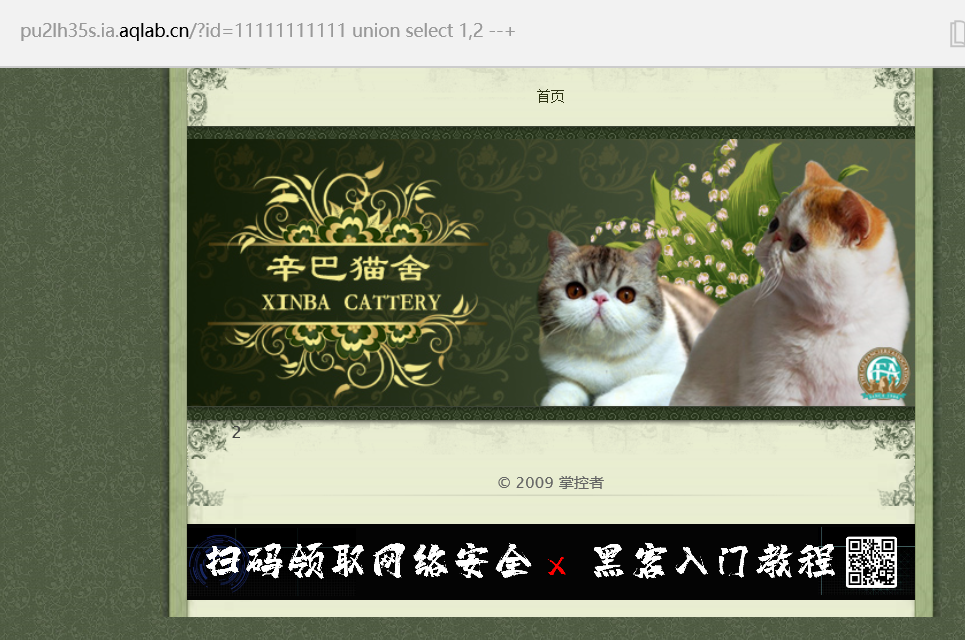 pu2lh35s.ia.aqlab.cn/?id=11111111111 union select 1,2 --+
首页
辛巴猫舍
XINBA CATTERY
2
© 2009 掌控者
扫码领取网络安全 x 黑客入门教程